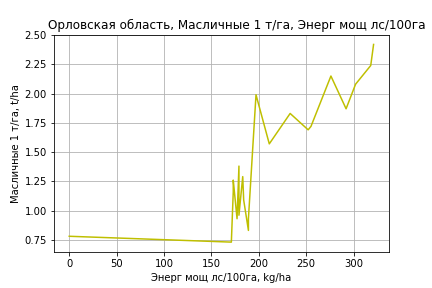 Орловская область, Масличные 1 т/га, Энерг мощ лс/100га
2.50
2.25
2.00
1.75
1.50
1.25
1.00
0.75
Масличные 1 т/га, t/ha
0 50 100 150 200 250 300
Энерг мощ лс/100га, kg/ha